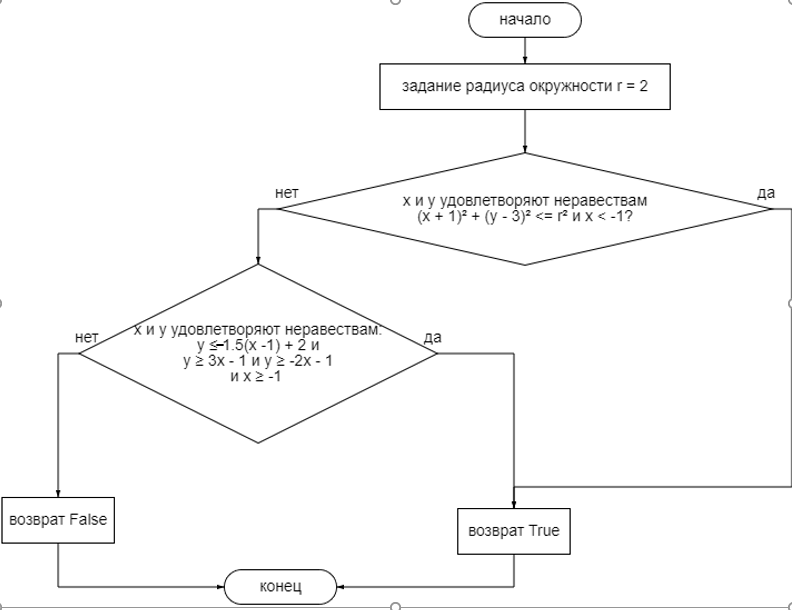 начало
задание радиуса окружности r = 2
нет
да
x и y удовлетворяют неравествам
(x + 1)² + (y - 3)² <= r² и x < -1?
нет
да
x и y удовлетворяют неравествам:
y ≤-1.5(x -1) + 2 и
y ≥ 3x - 1 и y ≥ -2x - 1
и x ≥ -1
возврат False
возврат True
конец